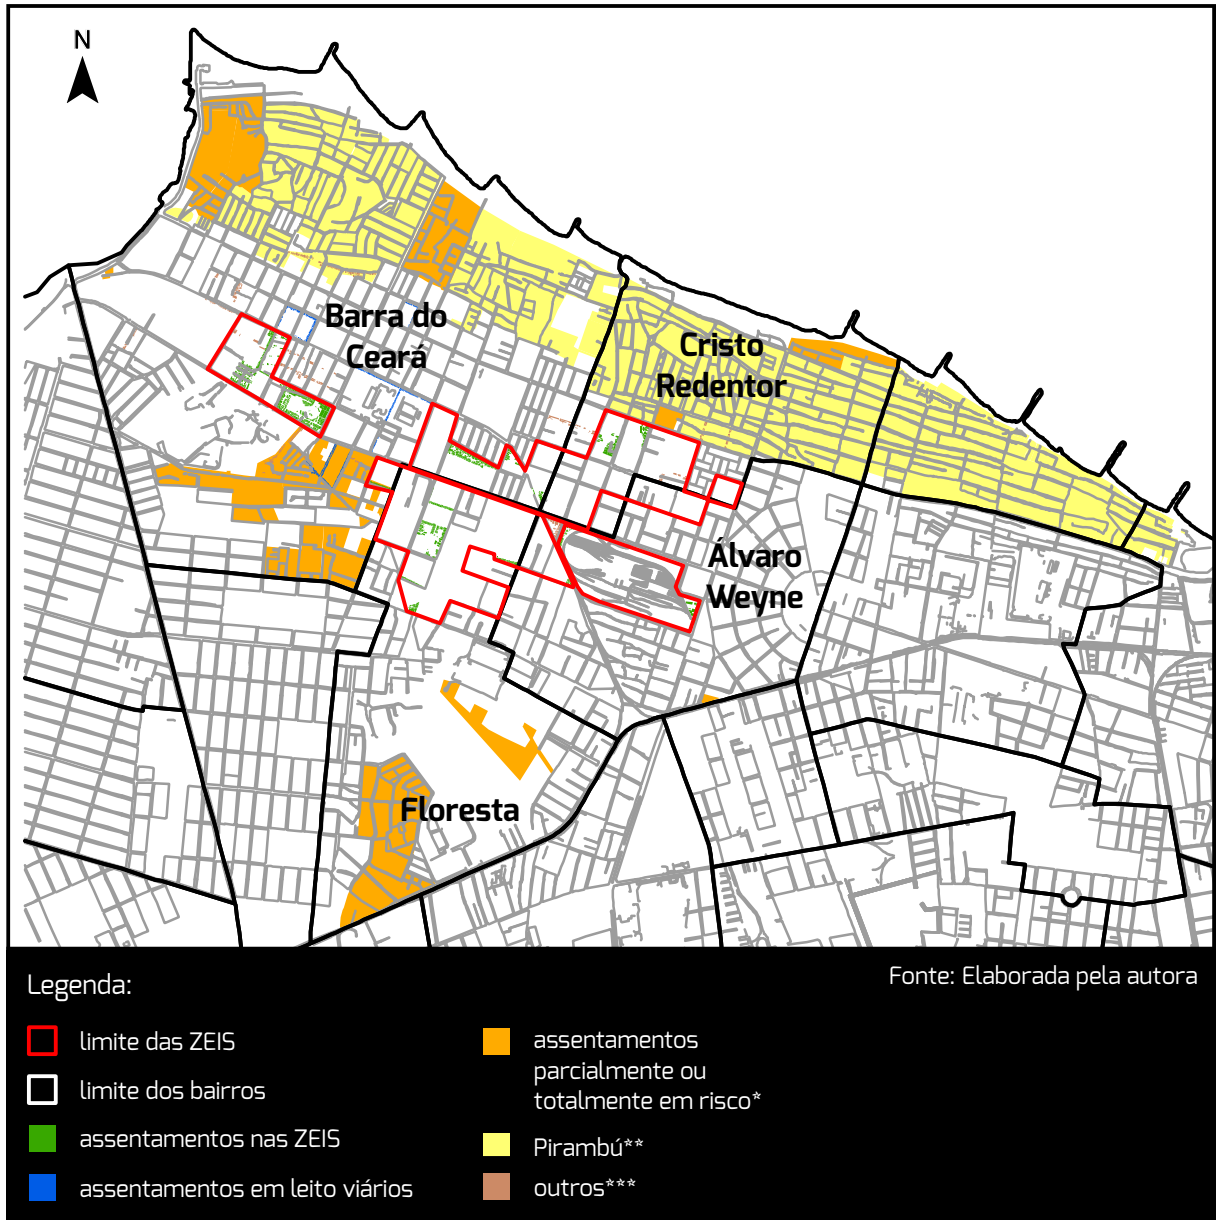 N
Barra do
Ceará
Cristo
Redentor
Álvaro
Weyne
Floresta
Legenda:
Fonte: Elaborada pela autora
limite das ZEIS
limite dos bairros
assentamentos nas ZEIS
assentamentos em leito viários
assentamentos
parcialmente ou
totalmente em risco*
Pirambú**
outros***